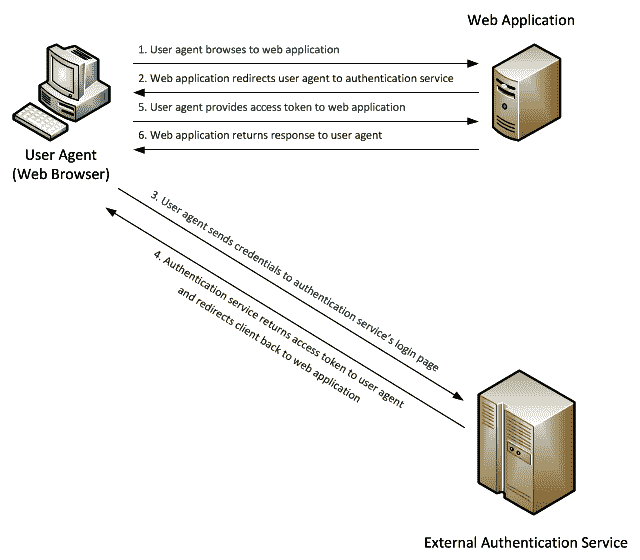 Web Application
1. User agent browses to web application
2. Web application redirects user agent to authentication service
5. User agent provides access token to web application
6. Web application returns response to user agent
User Agent
(Web Browser)
3. User agent sends credentials to authentication service's login page
4. Authentication service returns access token to user agent
and redirects client back to web application
External Authentication Service